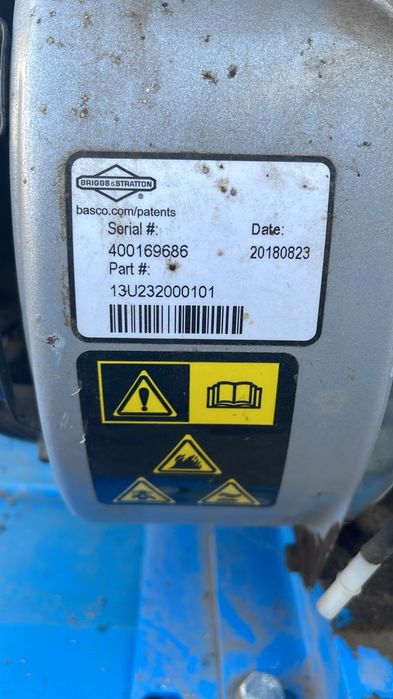 BRIGGS&STRATTON
®
basco.com/patents
Serial #: Date:
400169686 20180823
Part #:
13U232000101